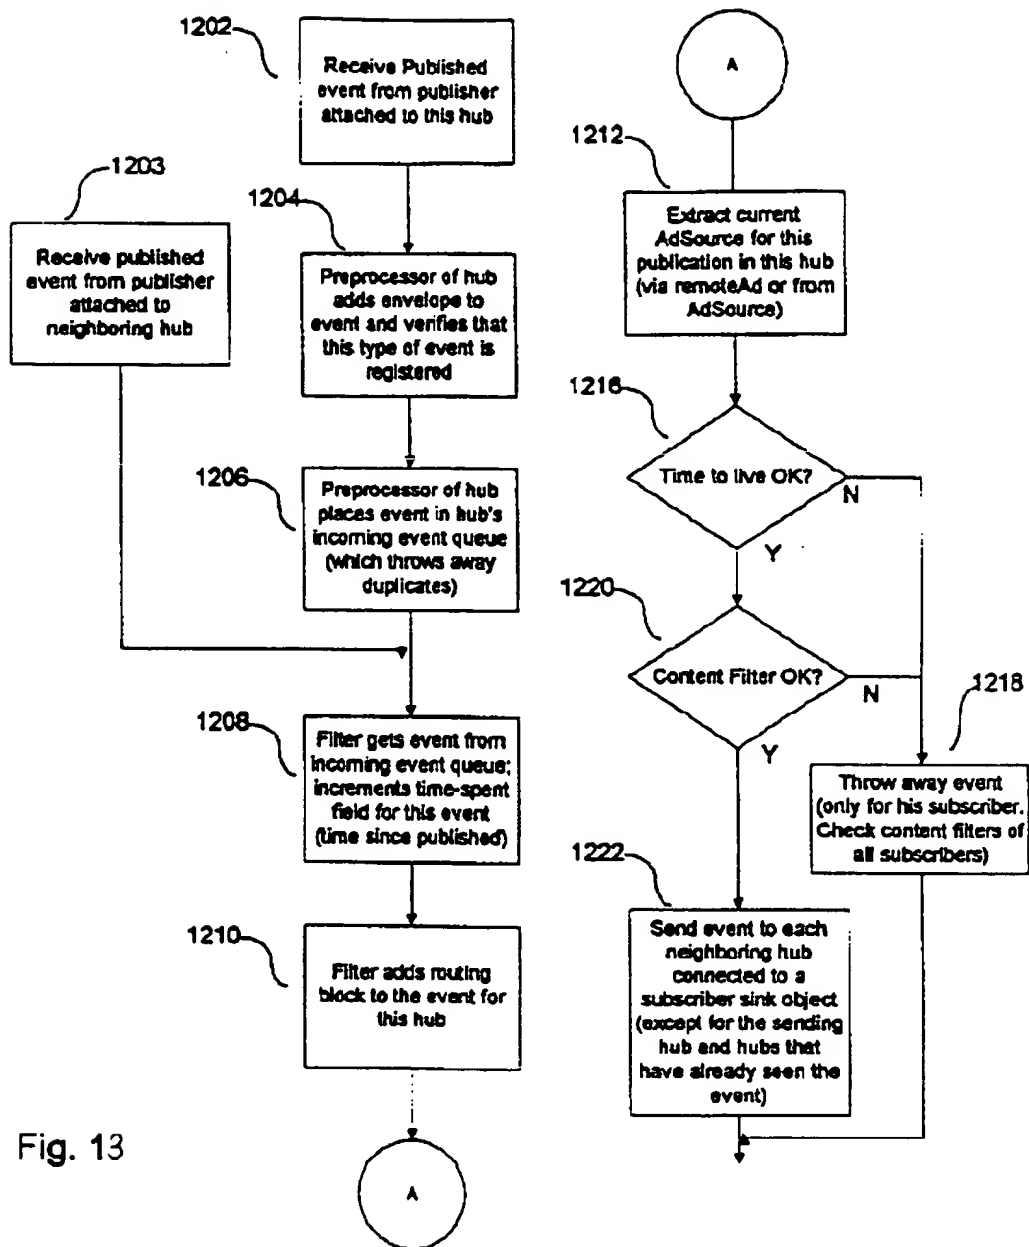 1202
Receive Published
event from publisher
attached to this hub
1203
Receive published
event from publisher
attached to
neighboring hub
1204
Preprocessor of hub
adds envelope to
event and verifies that
this type of event is
registered
1206
Preprocessor of hub
places event in hub's
incoming event queue
(which throws away
duplicates)
1208
Filter gets event from
incoming event queue;
increments time-spent
field for this event
(time since published)
1210
Filter adds routing
block to the event for
this hub
A
Fig. 13
A
1212
Extract current
AdSource for this
publication in this hub
(via remoteAd or from
AdSource)
1216
Time to live OK?
N
Y
1220
Content Filter OK?
N
Y
1218
Throw away event
(only for his subscriber.
Check content filters of
all subscribers)
1222
Send event to each
neighboring hub
connected to a
subscriber sink object
(except for the sending
hub and hubs that
have already seen the
event)